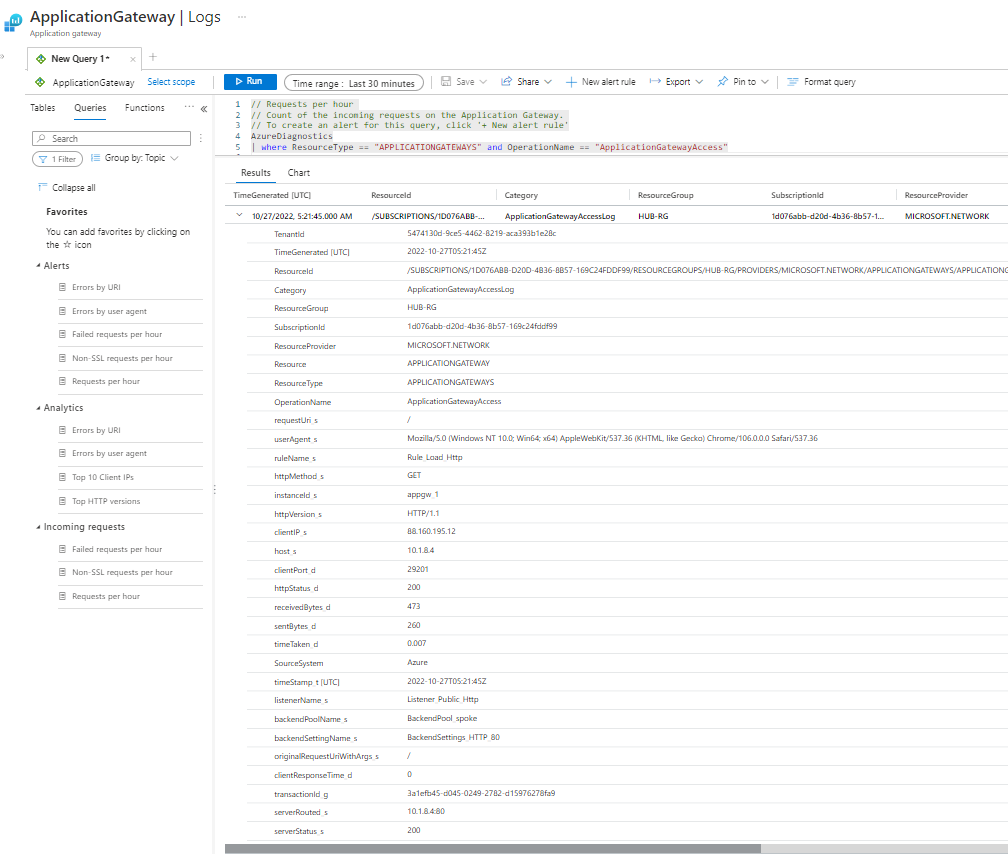 ApplicationGateway | Logs ...
Application gateway
New Query 1*
ApplicationGateway Select scope
Run Time range : Last 30 minutes Save Share New alert rule Export Pin to Format query
Tables Queries Functions ...
Search
1 Filter Group by: Topic
Collapse all
Favorites
You can add favorites by clicking on
the ☆ icon
Alerts
Errors by URI
Errors by user agent
Failed requests per hour
Non-SSL requests per hour
Requests per hour
Analytics
Errors by URI
Errors by user agent
Top 10 Client IPs
Top HTTP versions
Incoming requests
Failed requests per hour
Non-SSL requests per hour
Requests per hour
1 // Requests per hour
2 // Count of the incoming requests on the Application Gateway.
3 // To create an alert for this query, click '+ New alert rule'
4 AzureDiagnostics
5 | where ResourceType == "APPLICATIONGATEWAYS" and OperationName == "ApplicationGatewayAccess"
Results Chart
TimeGenerated [UTC] ResourceId Category ResourceGroup SubscriptionId ResourceProvider
10/27/2022, 5:21:45.000 AM /SUBSCRIPTIONS/1D076ABB-... ApplicationGatewayAccessLog HUB-RG 1d076abb-d20d-4b36-8b57-1... MICROSOFT.NETWORK
TenantId 5474130d-9ce5-4462-8219-aca393b1e28c
TimeGenerated [UTC] 2022-10-27T05:21:45Z
ResourceId /SUBSCRIPTIONS/1D076ABB-D20D-4B36-8B57-169C24FDDF99/RESOURCEGROUPS/HUB-RG/PROVIDERS/MICROSOFT.NETWORK/APPLICATIONGATEWAYS/APPLICATIONG
Category ApplicationGatewayAccessLog
ResourceGroup HUB-RG
SubscriptionId 1d076abb-d20d-4b36-8b57-169c24fddf99
ResourceProvider MICROSOFT.NETWORK
Resource APPLICATIONGATEWAY
ResourceType APPLICATIONGATEWAYS
OperationName ApplicationGatewayAccess
requestUri_s /
userAgent_s Mozilla/5.0 (Windows NT 10.0; Win64; x64) AppleWebKit/537.36 (KHTML, like Gecko) Chrome/106.0.0.0 Safari/537.36
ruleName_s Rule_Load_Http
httpMethod_s GET
instanceId_s appgw_1
httpVersion_s HTTP/1.1
clientIP_s 88.160.195.12
host_s 10.1.8.4
clientPort_d 29201
httpStatus_d 200
receivedBytes_d 473
sentBytes_d 260
timeTaken_d 0.007
SourceSystem Azure
timeStamp_t [UTC] 2022-10-27T05:21:45Z
listenerName_s Listener_Public_Http
backendPoolName_s BackendPool_spoke
backendSettingName_s BackendSettings_HTTP_80
originalRequestUriWithArgs_s /
clientResponseTime_d 0
transactionId_g 3a1efb45-d045-0249-2782-d15976278fa9
serverRouted_s 10.1.8.4:80
serverStatus_s 200